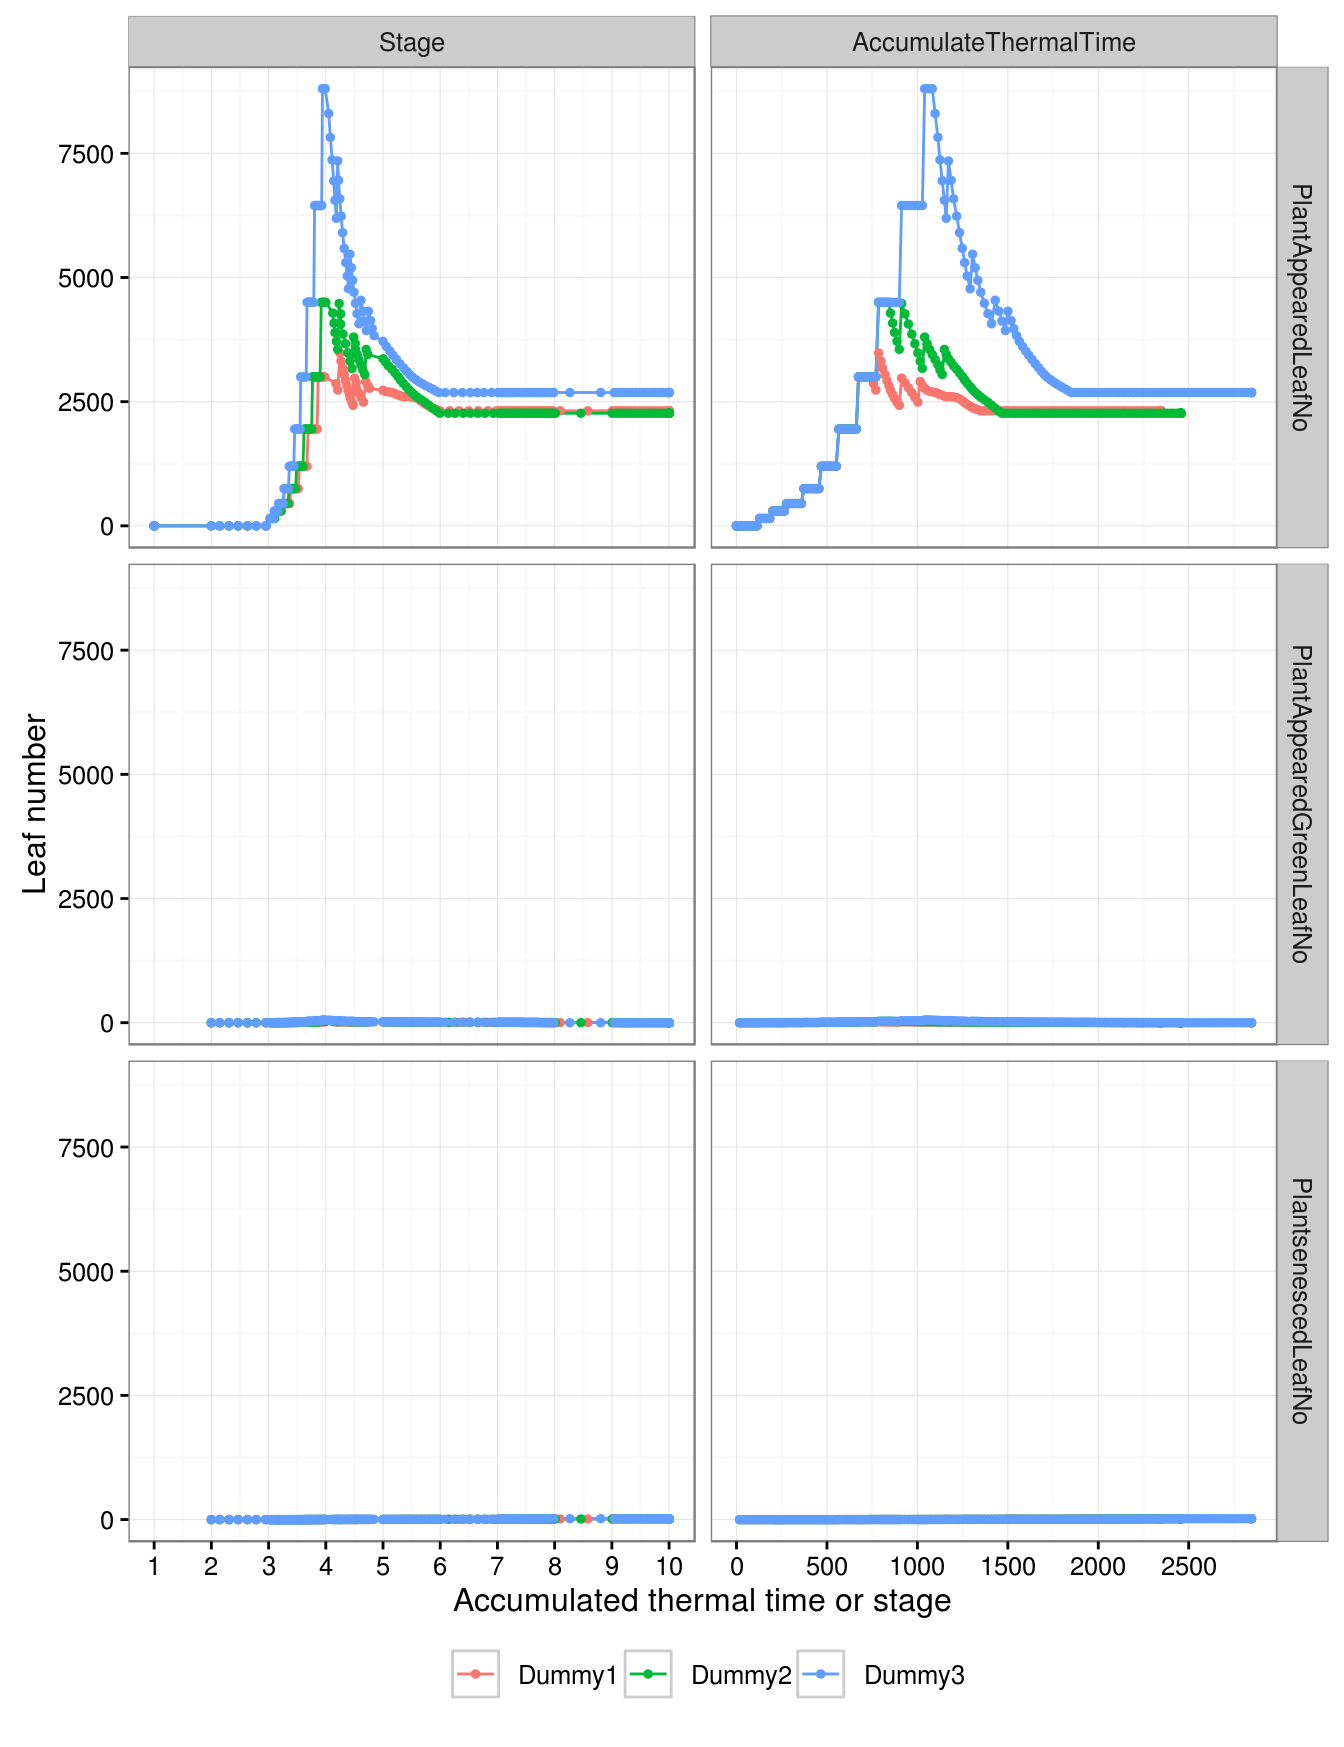 Stage
AccumulateThermalTime
7500
5000
2500
0
PlantAppearedLeafNo
7500
5000
2500
0
PlantAppearedGreenLeafNo
Leaf number
7500
5000
2500
0
PlantsenescedLeafNo
1 2 3 4 5 6 7 8 9 10
0 500 1000 1500 2000 2500
Accumulated thermal time or stage
Dummy1 Dummy2 Dummy3